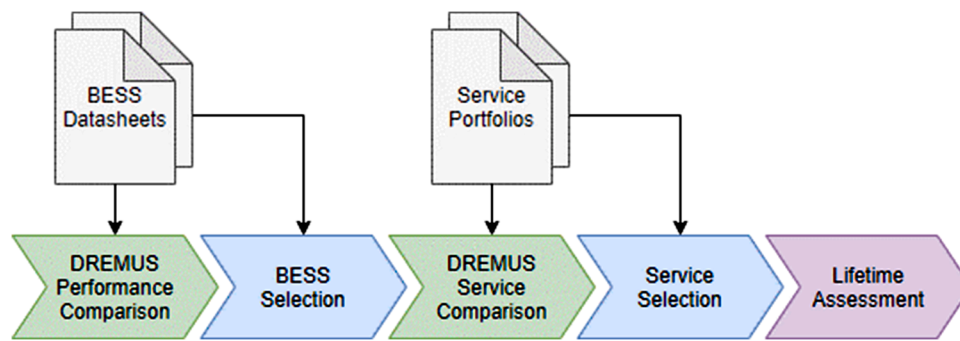 BESS
Datasheets
Service
Portfolios
DREMUS
Performance
Comparison
BESS
Selection
DREMUS
Service
Comparison
Service
Selection
Lifetime
Assessment